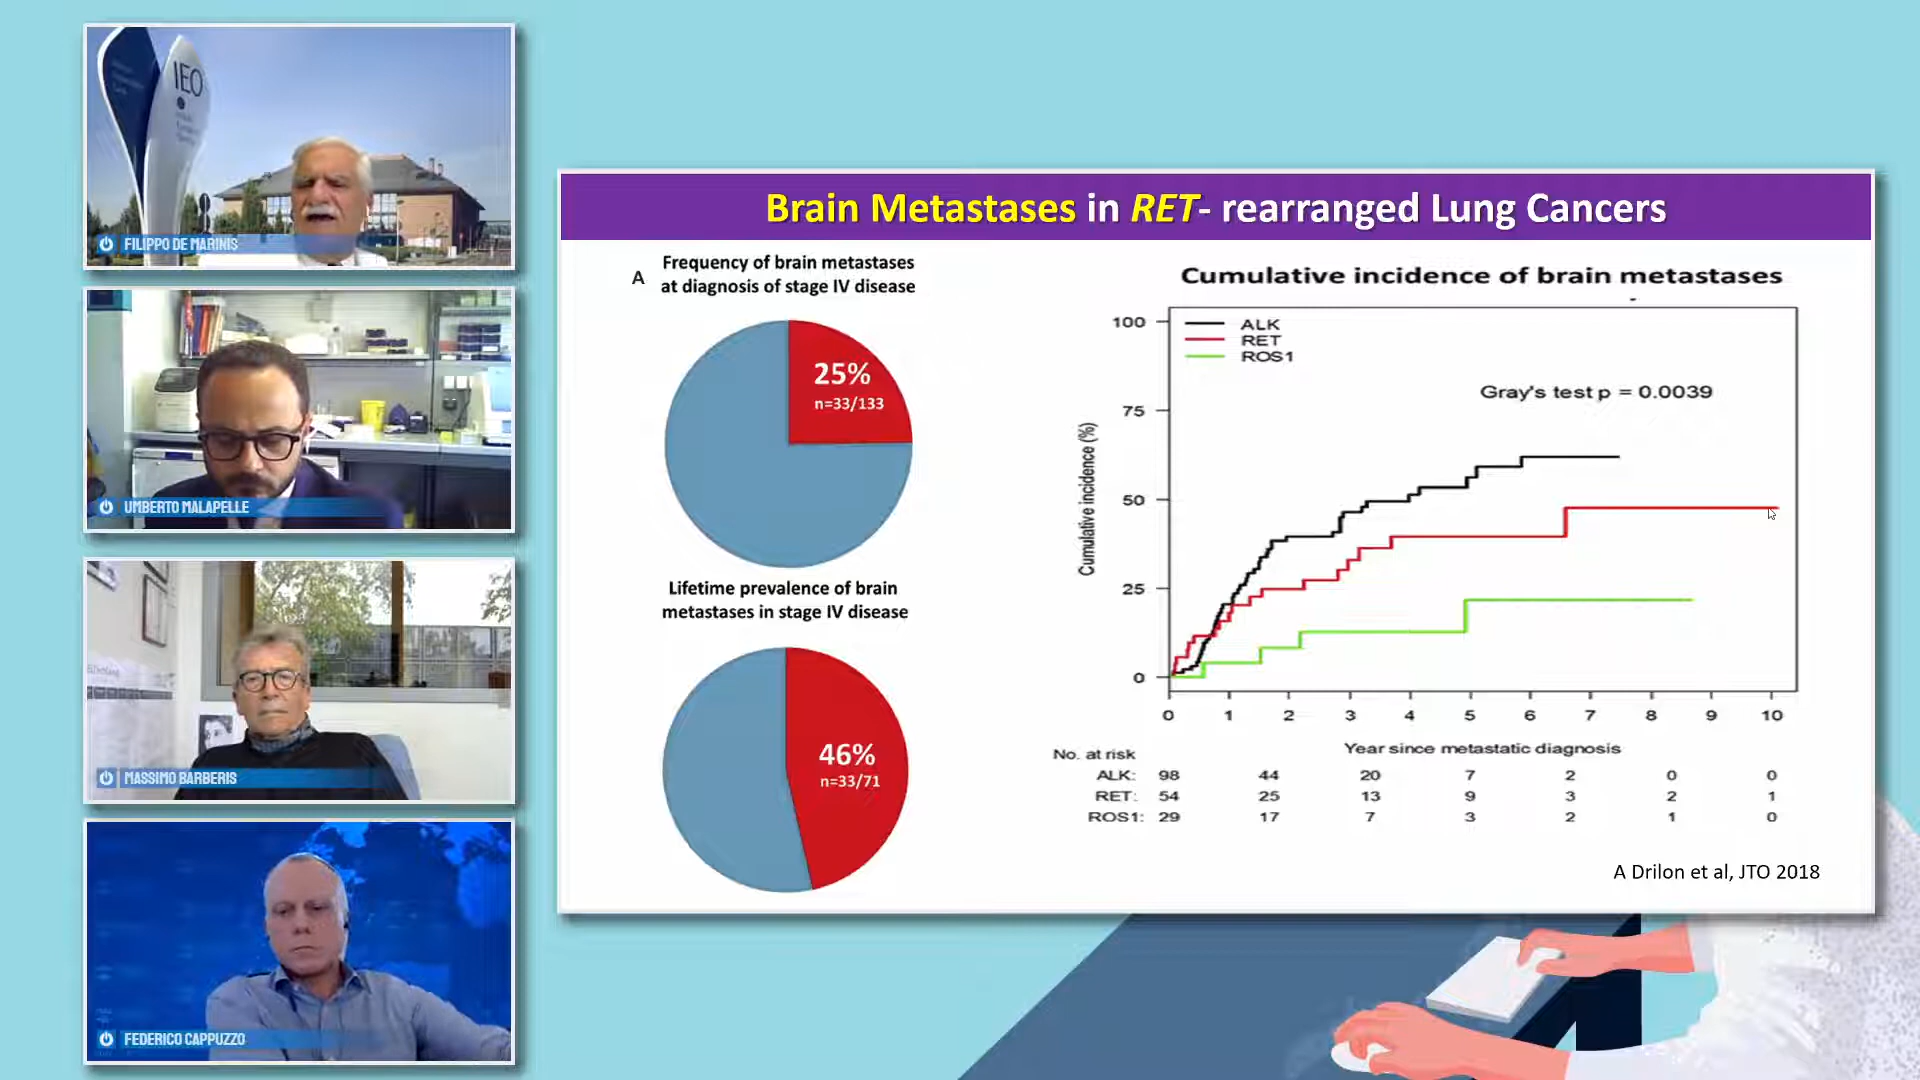 IEO
FILIPPO DE MARINIS
UMBERTO MALAPELLE
MASSIMO BARBERIS
FEDERICO CAPPUZZO
Brain Metastases in RET- rearranged Lung Cancers
A
Frequency of brain metastases
at diagnosis of stage IV disease
25%
n=33/133
Lifetime prevalence of brain
metastases in stage IV disease
46%
n=33/71
Cumulative incidence of brain metastases
ALK
RET
ROS1
Gray's test p = 0.0039
Cumulative incidence (%)
100
75
50
25
0
0 1 2 3 4 5 6 7 8 9 10
Year since metastatic diagnosis
No. at risk
ALK: 98 44 20 7 2 0 0
RET: 54 25 13 9 3 2 1
ROS1: 29 17 7 3 2 1 0
A Drilon et al, JTO 2018